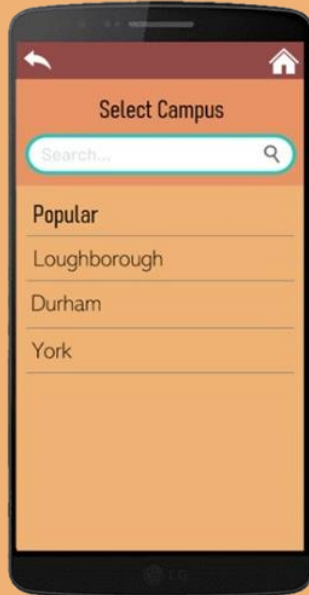 Select Campus
Search...
Popular
Loughborough
Durham
York
LG